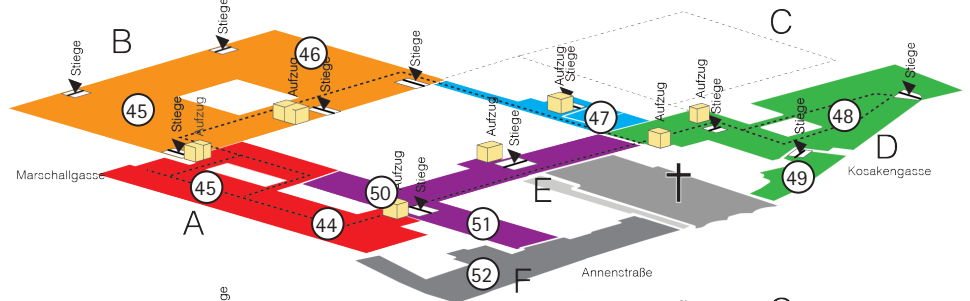 Stiege
C
B
Stiege
Stiege
46
Aufzug
Stiege
Stiege
Aufzug
Stiege
Aufzug
Stiege
45
Stiege
Aufzug
Aufzug
Stiege
Aufzug
47
Stiege
48
D
Marschallgasse
45
50
Aufzug
Stiege
E
49
Kosakengasse
A
44
51
52
F
Annenstraße